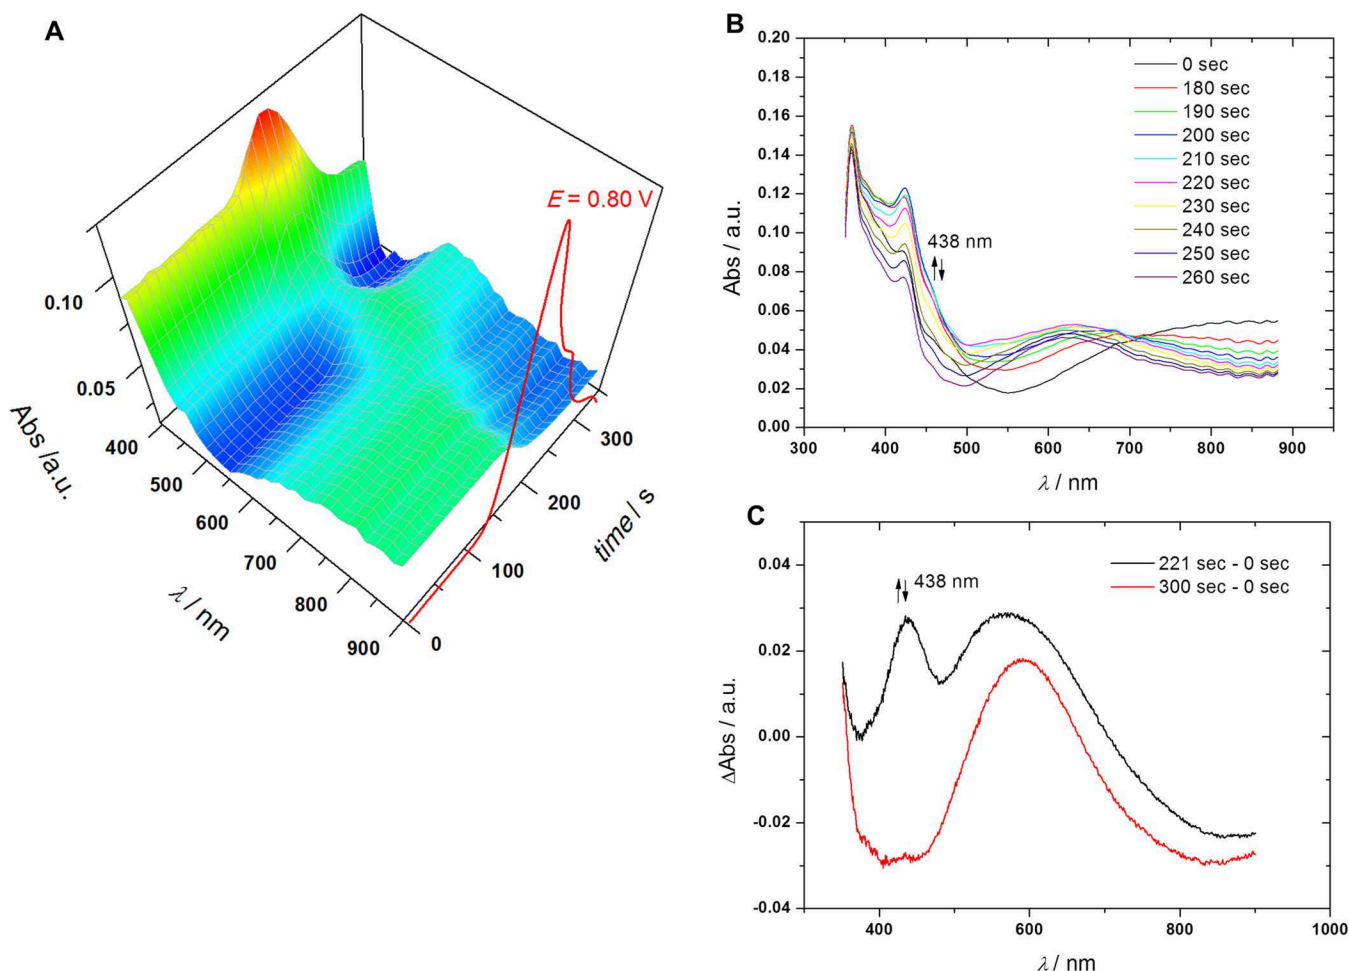 A
E = 0.80 V
0.10
0.05
Abs /a.u.
400
500
600
700
800
900
λ / nm
0
100
200
300
time / s
B
0.20
0.18
0.16
0.14
0.12
0.10
0.08
0.06
0.04
0.02
0.00
Abs / a.u.
0 sec
180 sec
190 sec
200 sec
210 sec
220 sec
230 sec
240 sec
250 sec
260 sec
438 nm
300 400 500 600 700 800 900
λ / nm
C
0.04
0.02
0.00
-0.02
-0.04
ΔAbs / a.u.
221 sec - 0 sec
300 sec - 0 sec
438 nm
400 600 800 1000
λ / nm